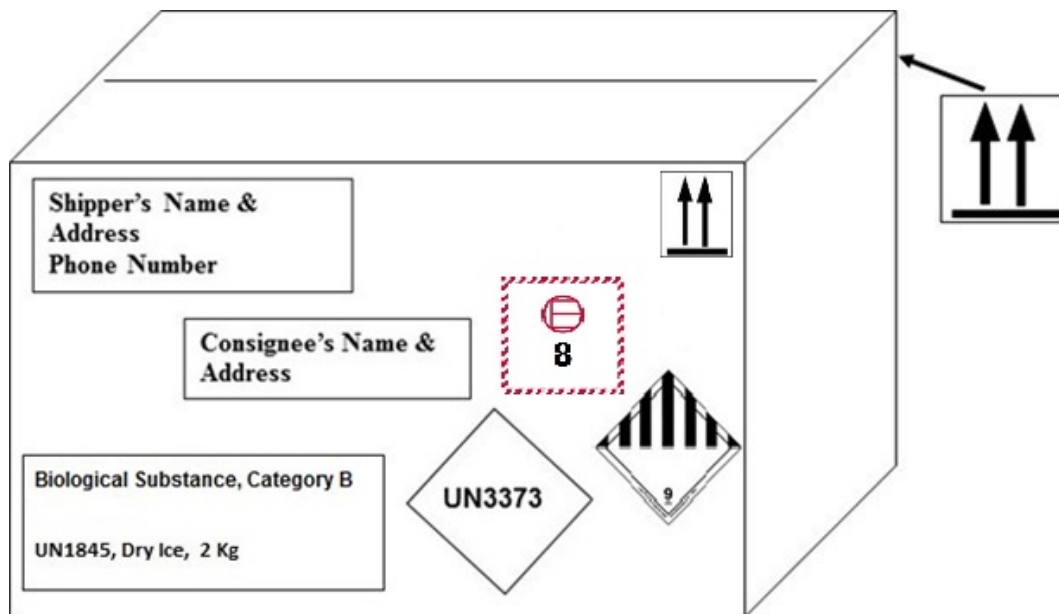 Shipper's Name &
Address
Phone Number
Consignee's Name &
Address
E
8
Biological Substance, Category B
UN1845, Dry Ice, 2 Kg
UN3373
9